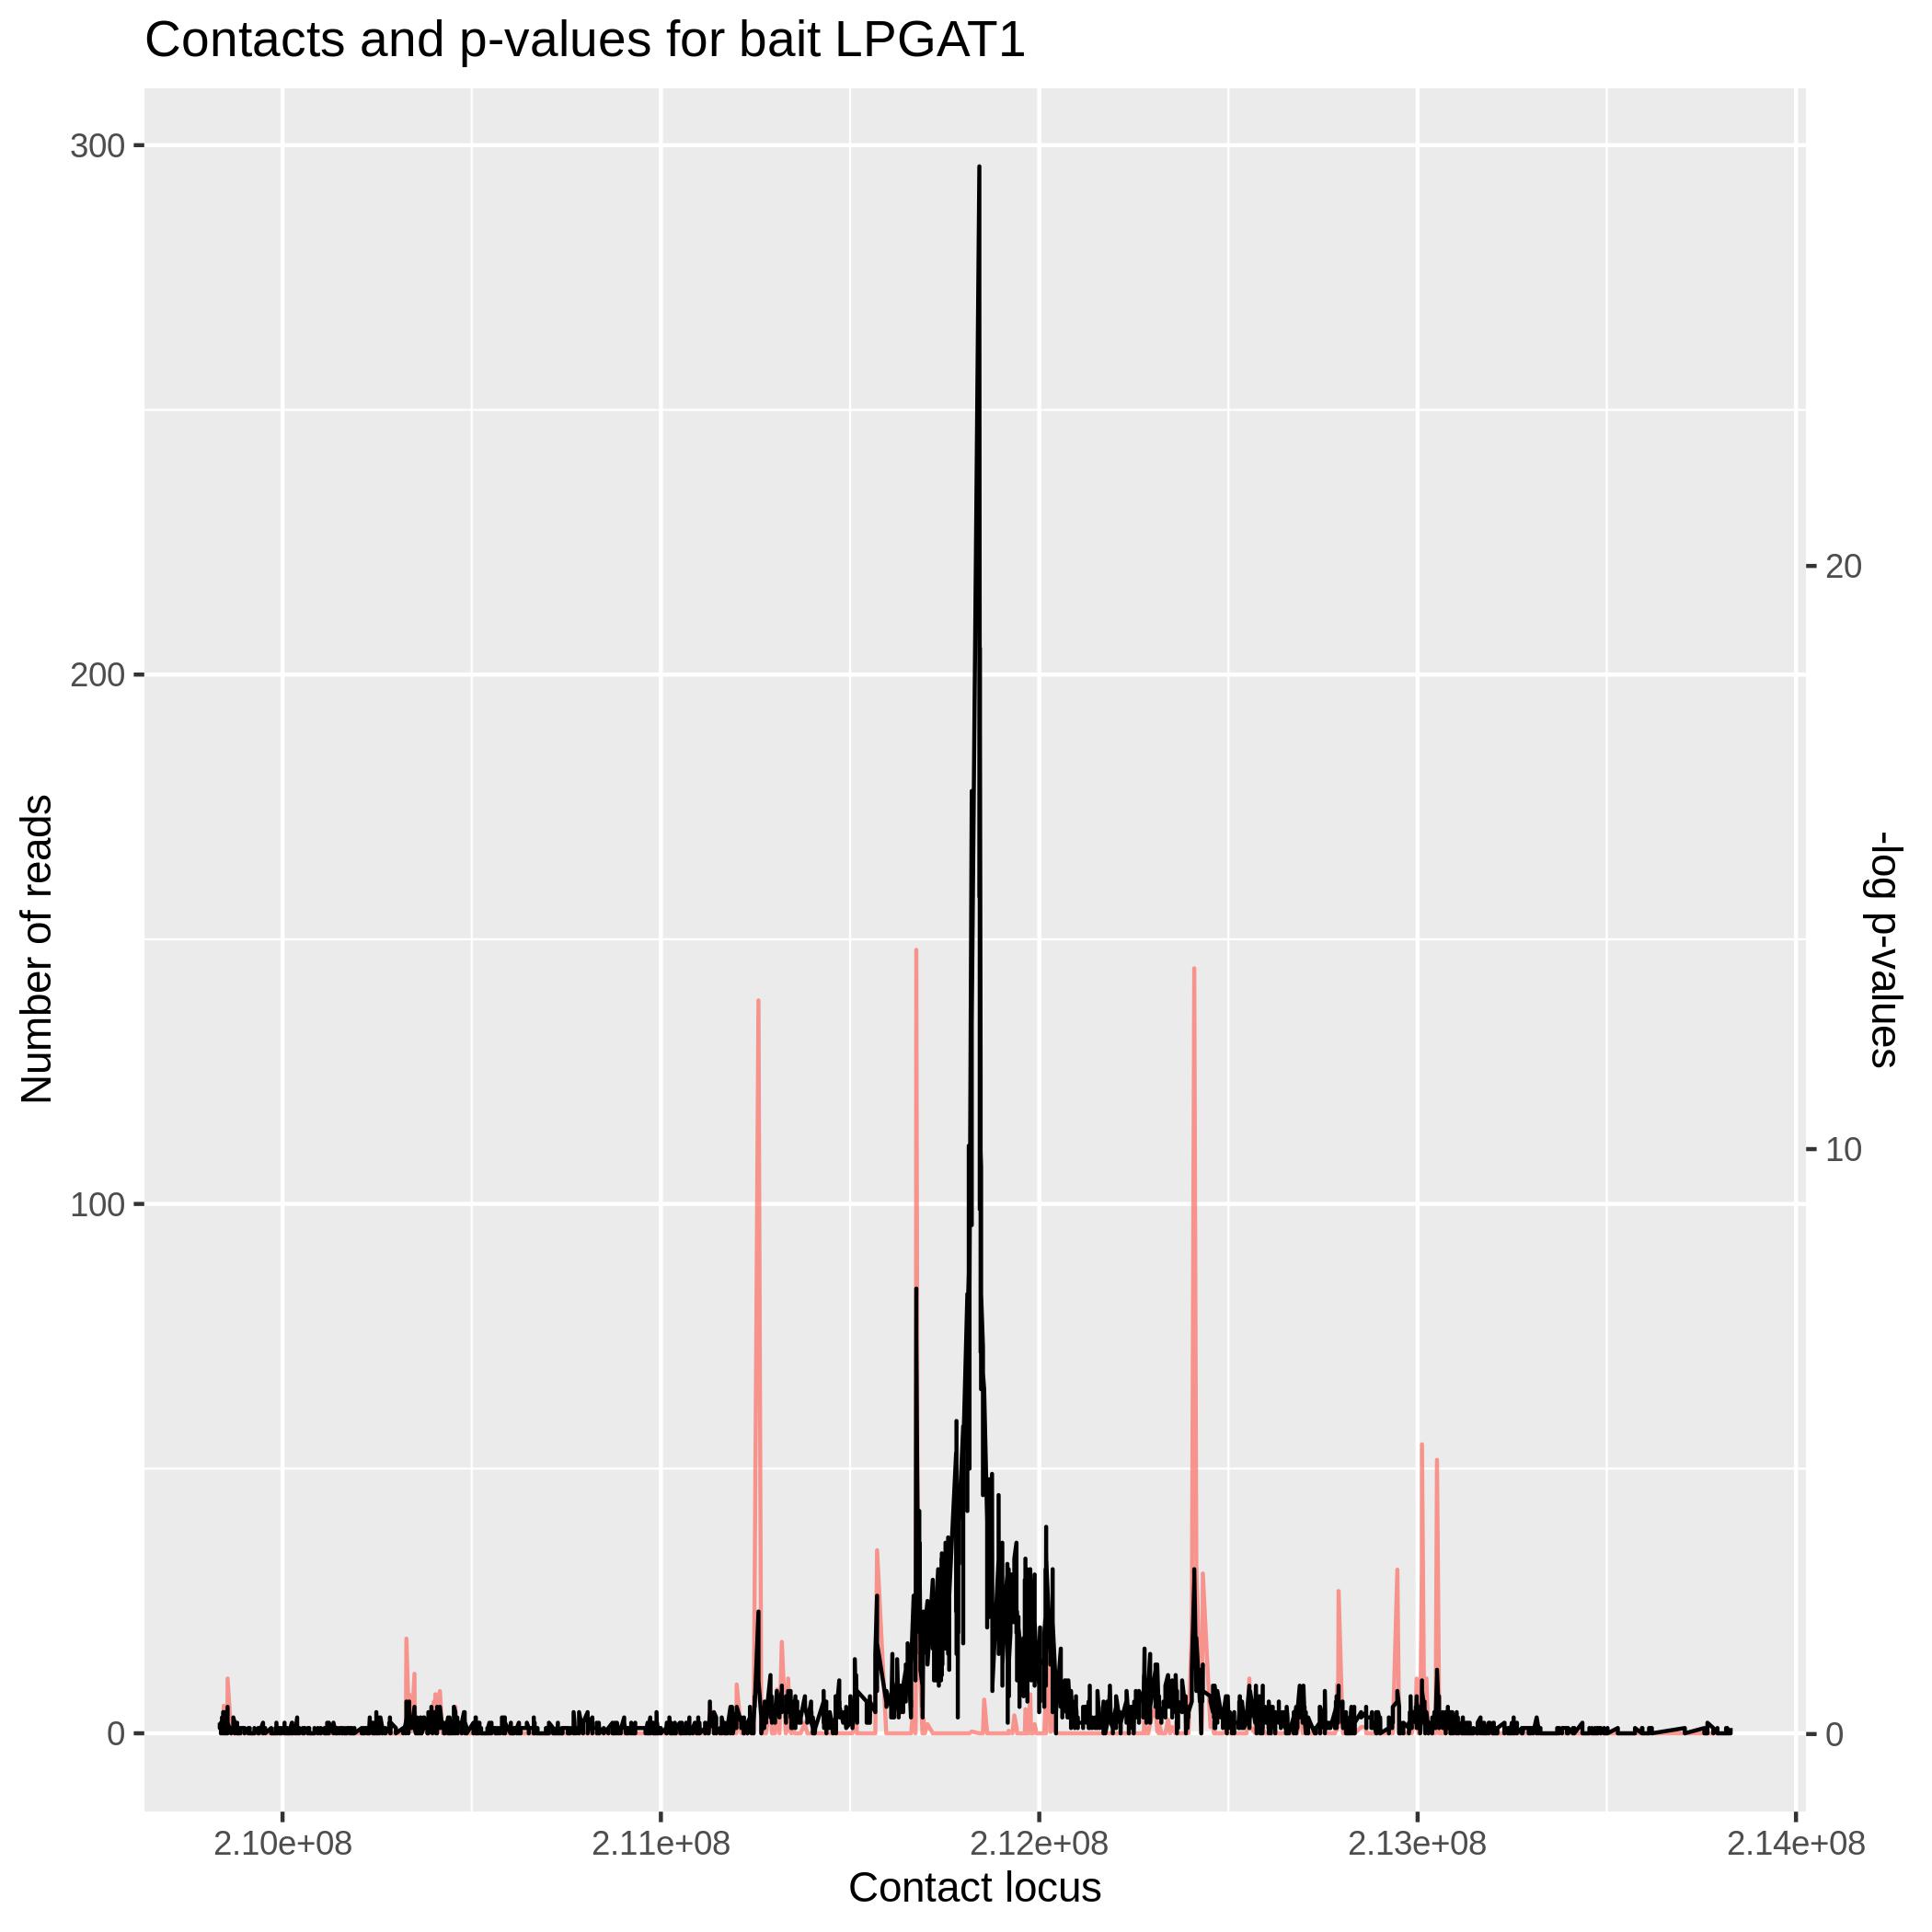 Contacts and p-values for bait LPGAT1
300
200
100
0
Number of reads
20
10
0
-log p-values
2.10e+08
2.11e+08
2.12e+08
2.13e+08
2.14e+08
Contact locus